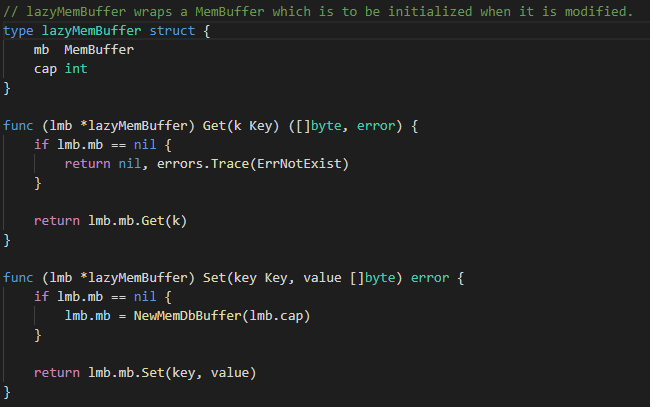 // lazyMemBuffer wraps a MemBuffer which is to be initialized when it is modified.
type lazyMemBuffer struct {
    mb  MemBuffer
    cap int
}

func (lmb *lazyMemBuffer) Get(k Key) ([]byte, error) {
    if lmb.mb == nil {
        return nil, errors.Trace(ErrNotExist)
    }

    return lmb.mb.Get(k)
}

func (lmb *lazyMemBuffer) Set(key Key, value []byte) error {
    if lmb.mb == nil {
        lmb.mb = NewMemDbBuffer(lmb.cap)
    }

    return lmb.mb.Set(key, value)
}